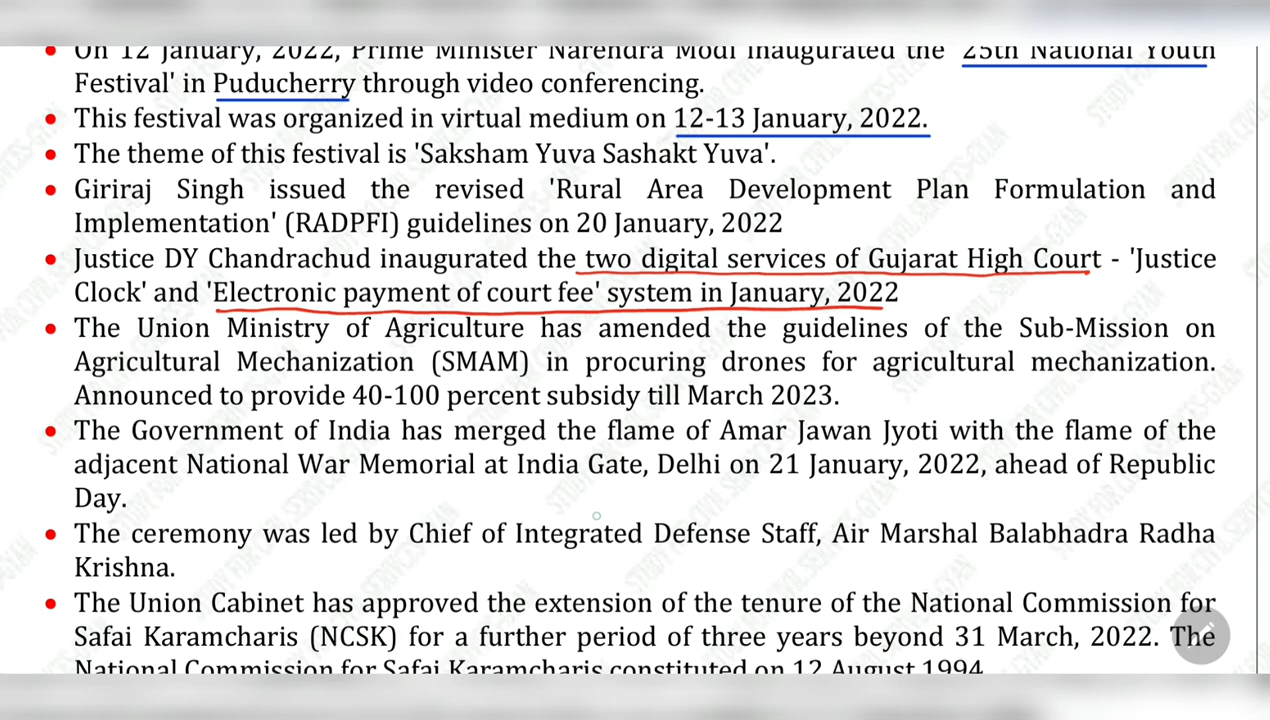 • On 12 January, 2022, Prime Minister Narendra Modi inaugurated the 25th National Youth
Festival' in Puducherry through video conferencing.
• This festival was organized in virtual medium on 12-13 January, 2022.
• The theme of this festival is 'Saksham Yuva Sashakt Yuva'.
• Giriraj Singh issued the revised 'Rural Area Development Plan Formulation and
Implementation' (RADPFI) guidelines on 20 January, 2022
• Justice DY Chandrachud inaugurated the two digital services of Gujarat High Court - 'Justice
Clock' and 'Electronic payment of court fee' system in January, 2022
• The Union Ministry of Agriculture has amended the guidelines of the Sub-Mission on
Agricultural Mechanization (SMAM) in procuring drones for agricultural mechanization.
Announced to provide 40-100 percent subsidy till March 2023.
• The Government of India has merged the flame of Amar Jawan Jyoti with the flame of the
adjacent National War Memorial at India Gate, Delhi on 21 January, 2022, ahead of Republic
Day.
• The ceremony was led by Chief of Integrated Defense Staff, Air Marshal Balabhadra Radha
Krishna.
• The Union Cabinet has approved the extension of the tenure of the National Commission for
Safai Karamcharis (NCSK) for a further period of three years beyond 31 March, 2022. The
National Commission for Safai Karamcharis constituted on 12 August 1994